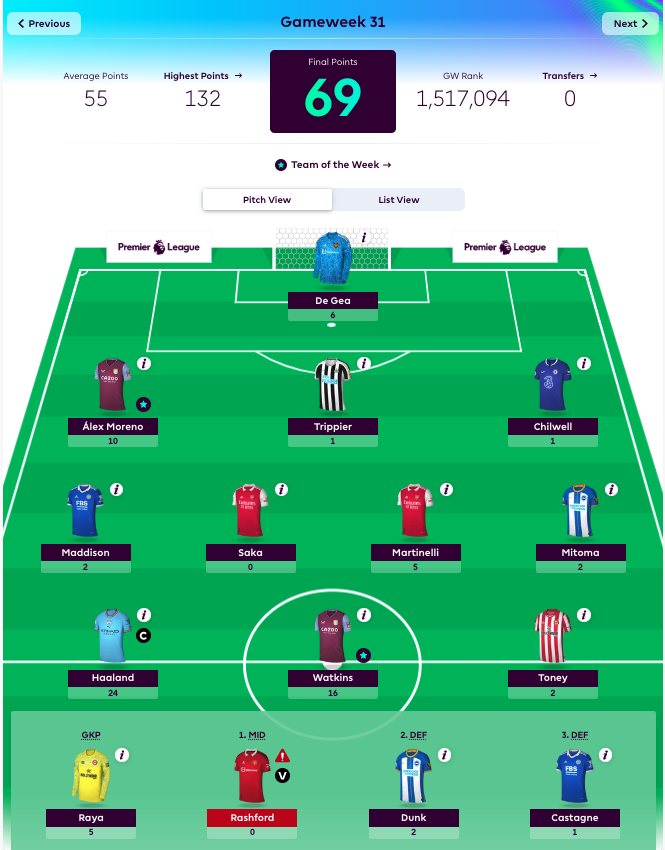 Previous
Gameweek 31
Next
Average Points
55
Highest Points →
132
Final Points
69
GW Rank
1,517,094
Transfers →
0
Team of the Week →
Pitch View
List View
Premier League
Premier League
De Gea
6
Álex Moreno
10
Trippier
1
Chilwell
1
Maddison
2
Saka
0
Martinelli
5
Mitoma
2
C
Haaland
24
Watkins
16
Toney
2
GKP
1. MID
2. DEF
3. DEF
V
Raya
5
Rashford
0
Dunk
2
Castagne
1